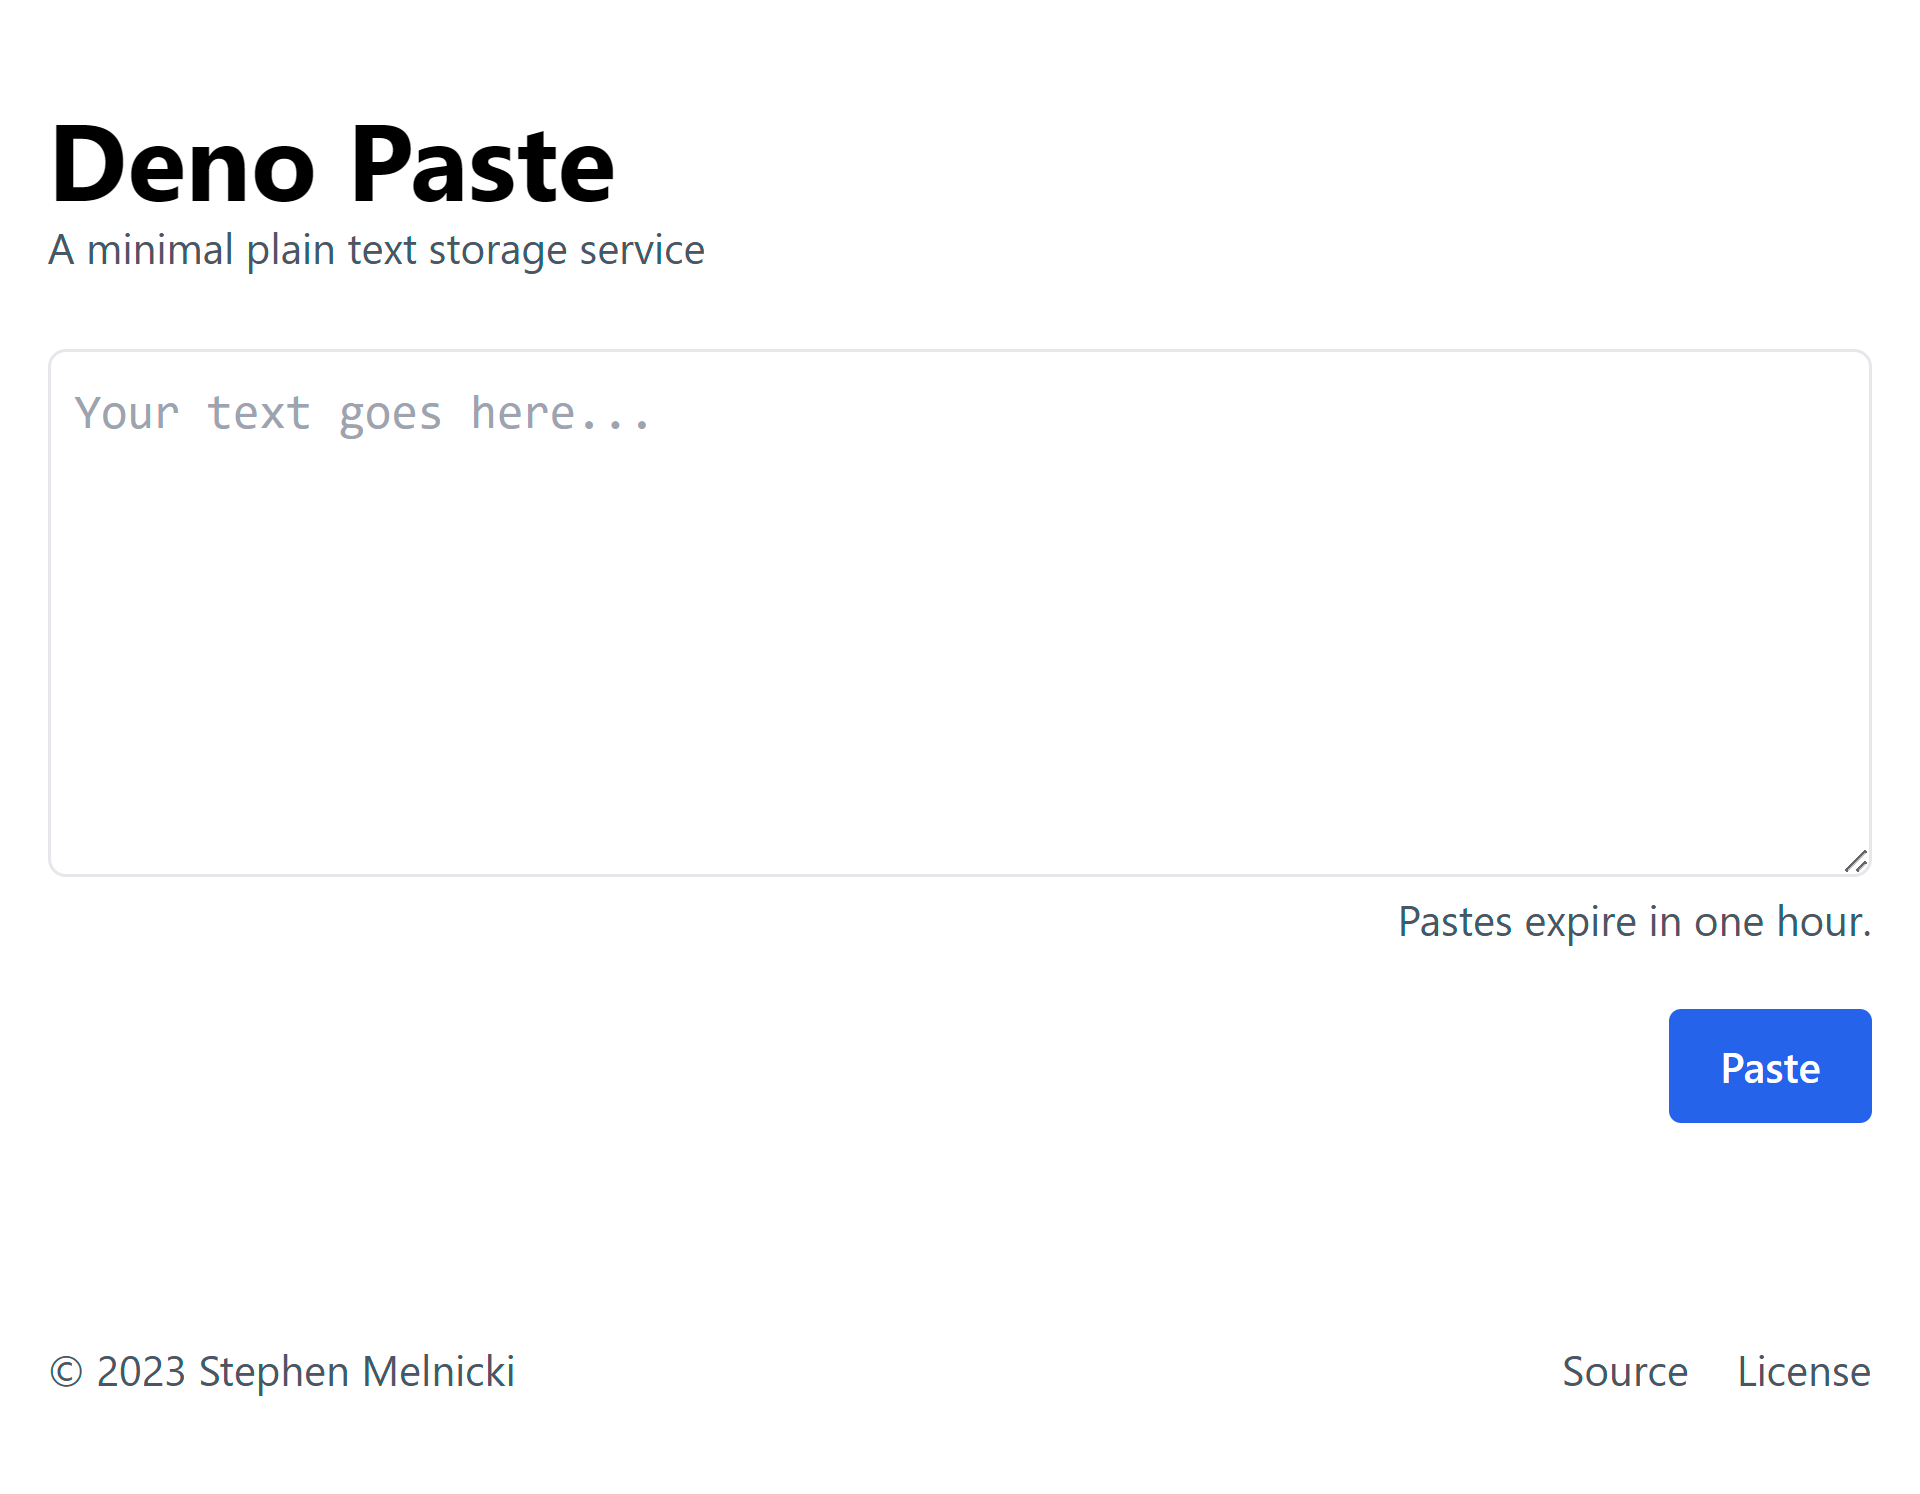 Deno Paste
A minimal plain text storage service
Your text goes here...
Pastes expire in one hour.
Paste
© 2023 Stephen Melnicki
Source License